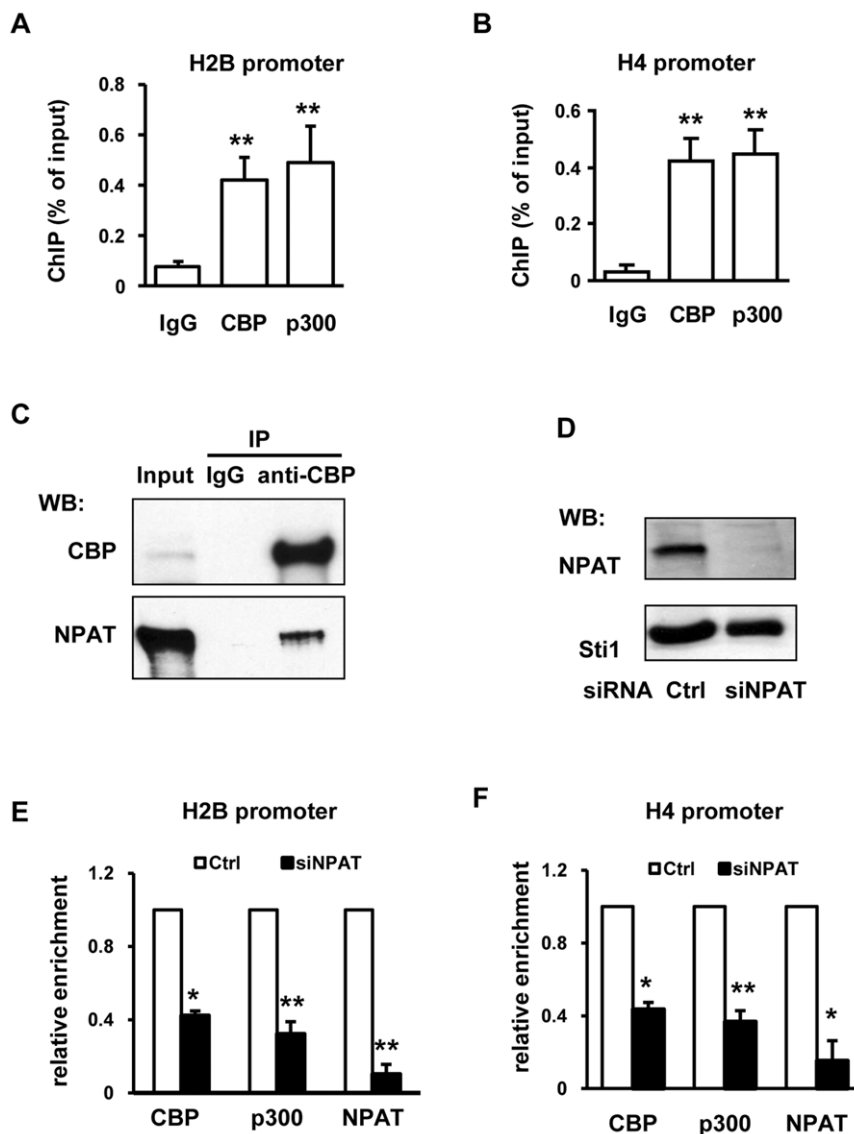 A
H2B promoter
ChIP (% of input)
0.8
0.6
0.4
0.2
0
**
**
IgG CBP p300
B
H4 promoter
ChIP (% of input)
0.6
0.4
0.2
0
**
**
IgG CBP p300
C
IP
Input IgG anti-CBP
WB:
CBP
NPAT
D
WB:
NPAT
Sti1
siRNA Ctrl siNPAT
E
H2B promoter
Ctrl siNPAT
relative enrichment
1.2
0.8
0.4
0
*
**
**
CBP p300 NPAT
F
H4 promoter
Ctrl siNPAT
relative enrichment
1.2
0.8
0.4
0
*
**
*
CBP p300 NPAT